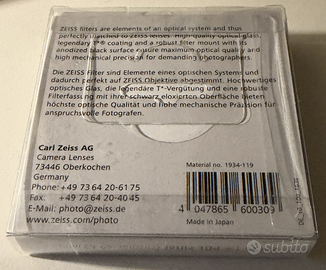 ZEISS filters are elements of an optical system and thus
perfectly matched to ZEISS lenses. High-quality optical glass,
legendary T*® coating and a robust filter mount with its
anodized black surface ensure maximum optical quality and
high mechanical precision for demanding photographers.
Die ZEISS Filter sind Elemente eines optischen Systems und
dadurch perfekt auf ZEISS Objektive abgestimmt. Hochwer-
tiges optisches Glas, die legendäre T*-Vergütung und eine robuste
Filterfassung mit ihrer schwarz eloxierten Oberfläche bieten
höchste optische Qualität und hohe mechanische Präzision für
anspruchsvolle Fotografen.
Carl Zeiss AG
Camera Lenses
73446 Oberkochen
Germany
Phone: +49 73 64 20-6175
Fax: +49 73 64 20-4045
E-Mail: photo@zeiss.de
www.zeiss.com/photo
Material no. 1934-119
4 047865 600309
Made in Japan
subito